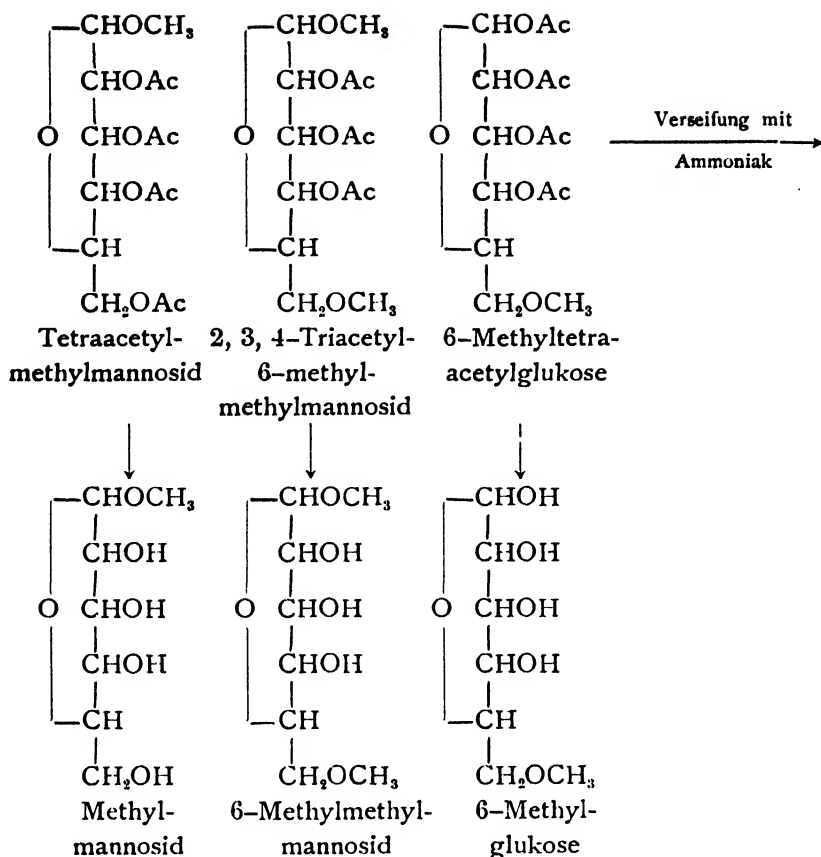 CHOCH₃ CHOCH₃ CHOAc
CHOAc CHOAc CHOAc
O CHOAc O CHOAc O CHOAc Verseifung mit
Ammoniak
CHOAc CHOAc CHOAc
CH CH CH
CH₂OAc CH₂OCH₃ CH₂OCH₃
Tetraacetyl- 2, 3, 4–Triacetyl- 6–Methyltetra-
methylmannosid 6–methyl- acetylglukose
methylmannosid
CHOCH₃ CHOCH₃ CHOH
CHOH CHOH CHOH
O CHOH O CHOH O CHOH
CHOH CHOH CHOH
CH CH CH
CH₂OH CH₂OCH₃ CH₂OCH₃
Methyl- 6–Methylmethyl- 6–Methyl-
mannosid mannosid glukose